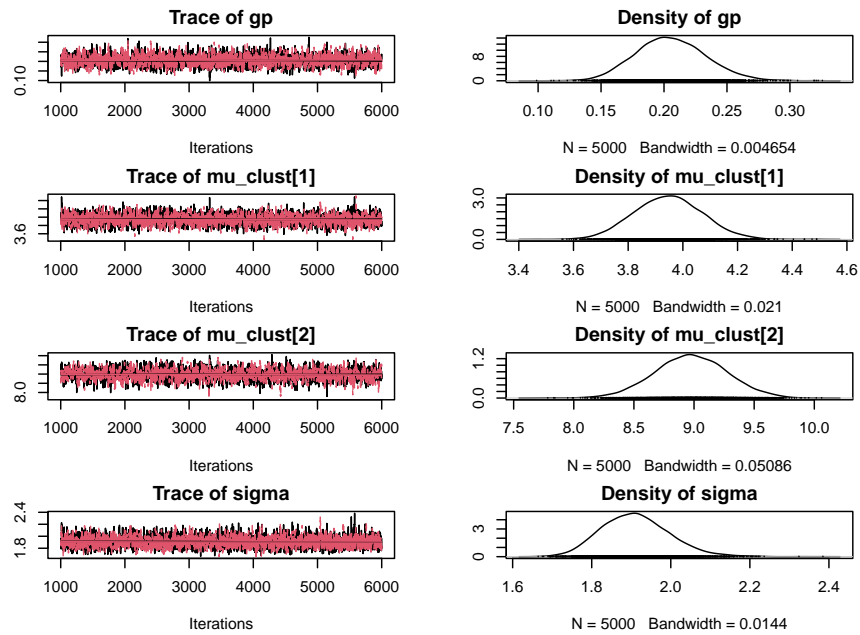 Trace of gp
0.10
1000 2000 3000 4000 5000 6000
Iterations
Density of gp
0 8
0.10 0.15 0.20 0.25 0.30
N = 5000 Bandwidth = 0.004654
Trace of mu_clust[1]
3.6
1000 2000 3000 4000 5000 6000
Iterations
Density of mu_clust[1]
0.0 3.0
3.4 3.6 3.8 4.0 4.2 4.4 4.6
N = 5000 Bandwidth = 0.021
Trace of mu_clust[2]
8.0
1000 2000 3000 4000 5000 6000
Iterations
Density of mu_clust[2]
0.0 1.2
7.5 8.0 8.5 9.0 9.5 10.0
N = 5000 Bandwidth = 0.05086
Trace of sigma
1.8 2.4
1000 2000 3000 4000 5000 6000
Iterations
Density of sigma
0 3
1.6 1.8 2.0 2.2 2.4
N = 5000 Bandwidth = 0.0144